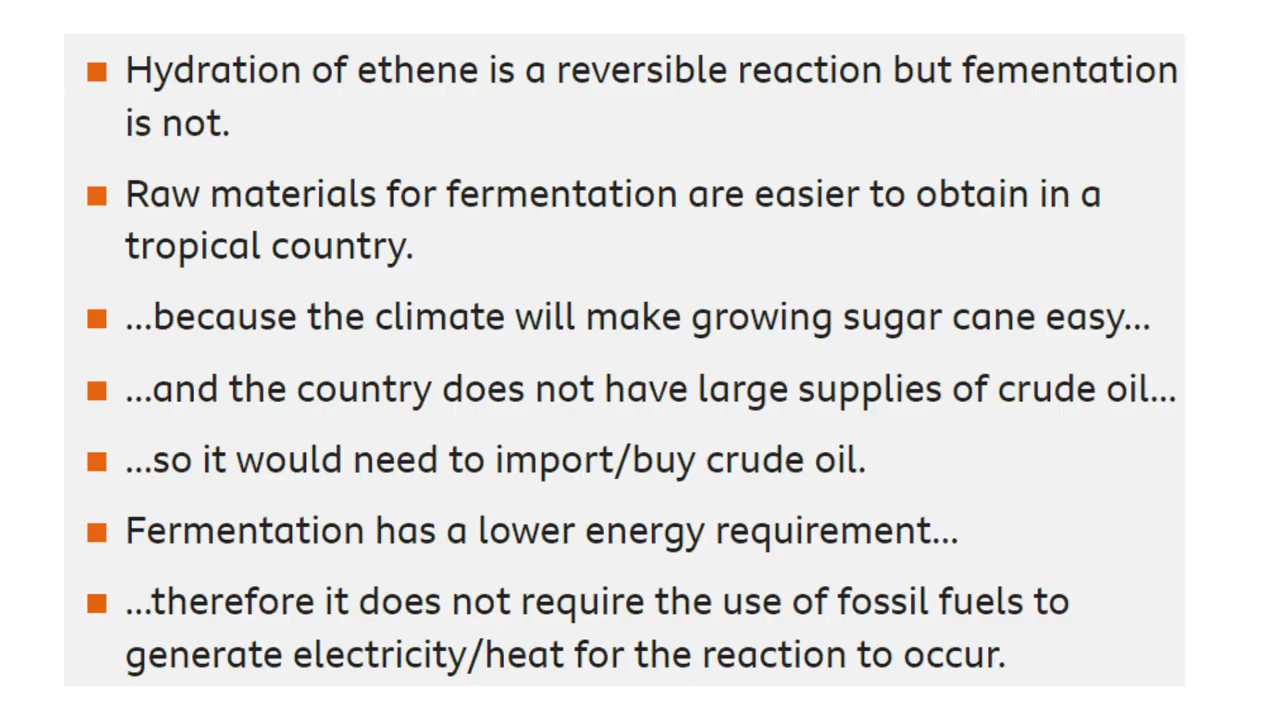 Hydration of ethene is a reversible reaction but fementation
is not.
Raw materials for fermentation are easier to obtain in a
tropical country.
...because the climate will make growing sugar cane easy...
...and the country does not have large supplies of crude oil...
...so it would need to import/buy crude oil.
Fermentation has a lower energy requirement...
...therefore it does not require the use of fossil fuels to
generate electricity/heat for the reaction to occur.